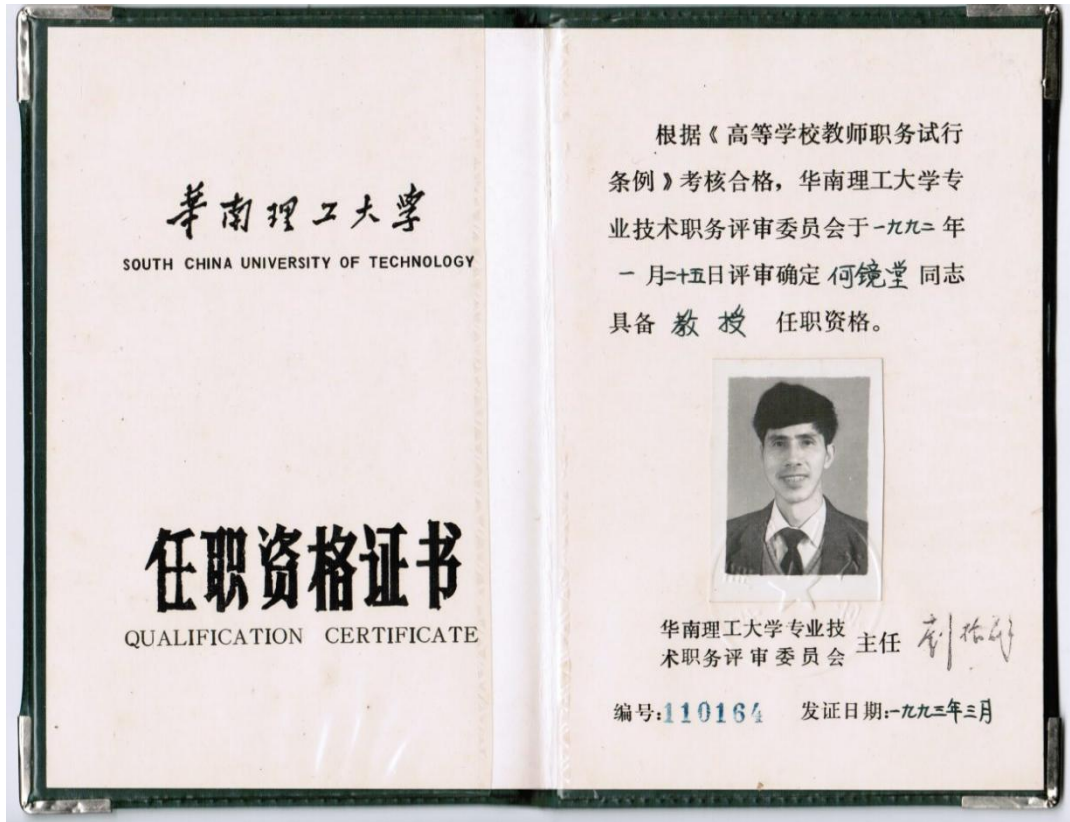 華南理工大学
SOUTH CHINA UNIVERSITY OF TECHNOLOGY
任职资格证书
QUALIFICATION CERTIFICATE
根据《高等学校教师职务试行
条例》考核合格，华南理工大学专
业技术职务评审委员会于一九九二年
一月二十五日评审确定何镜堂同志
具备 教授 任职资格。
华南理工大学专业技
术职务评审委员会 主任
编号:110164 发证日期:一九九三年三月